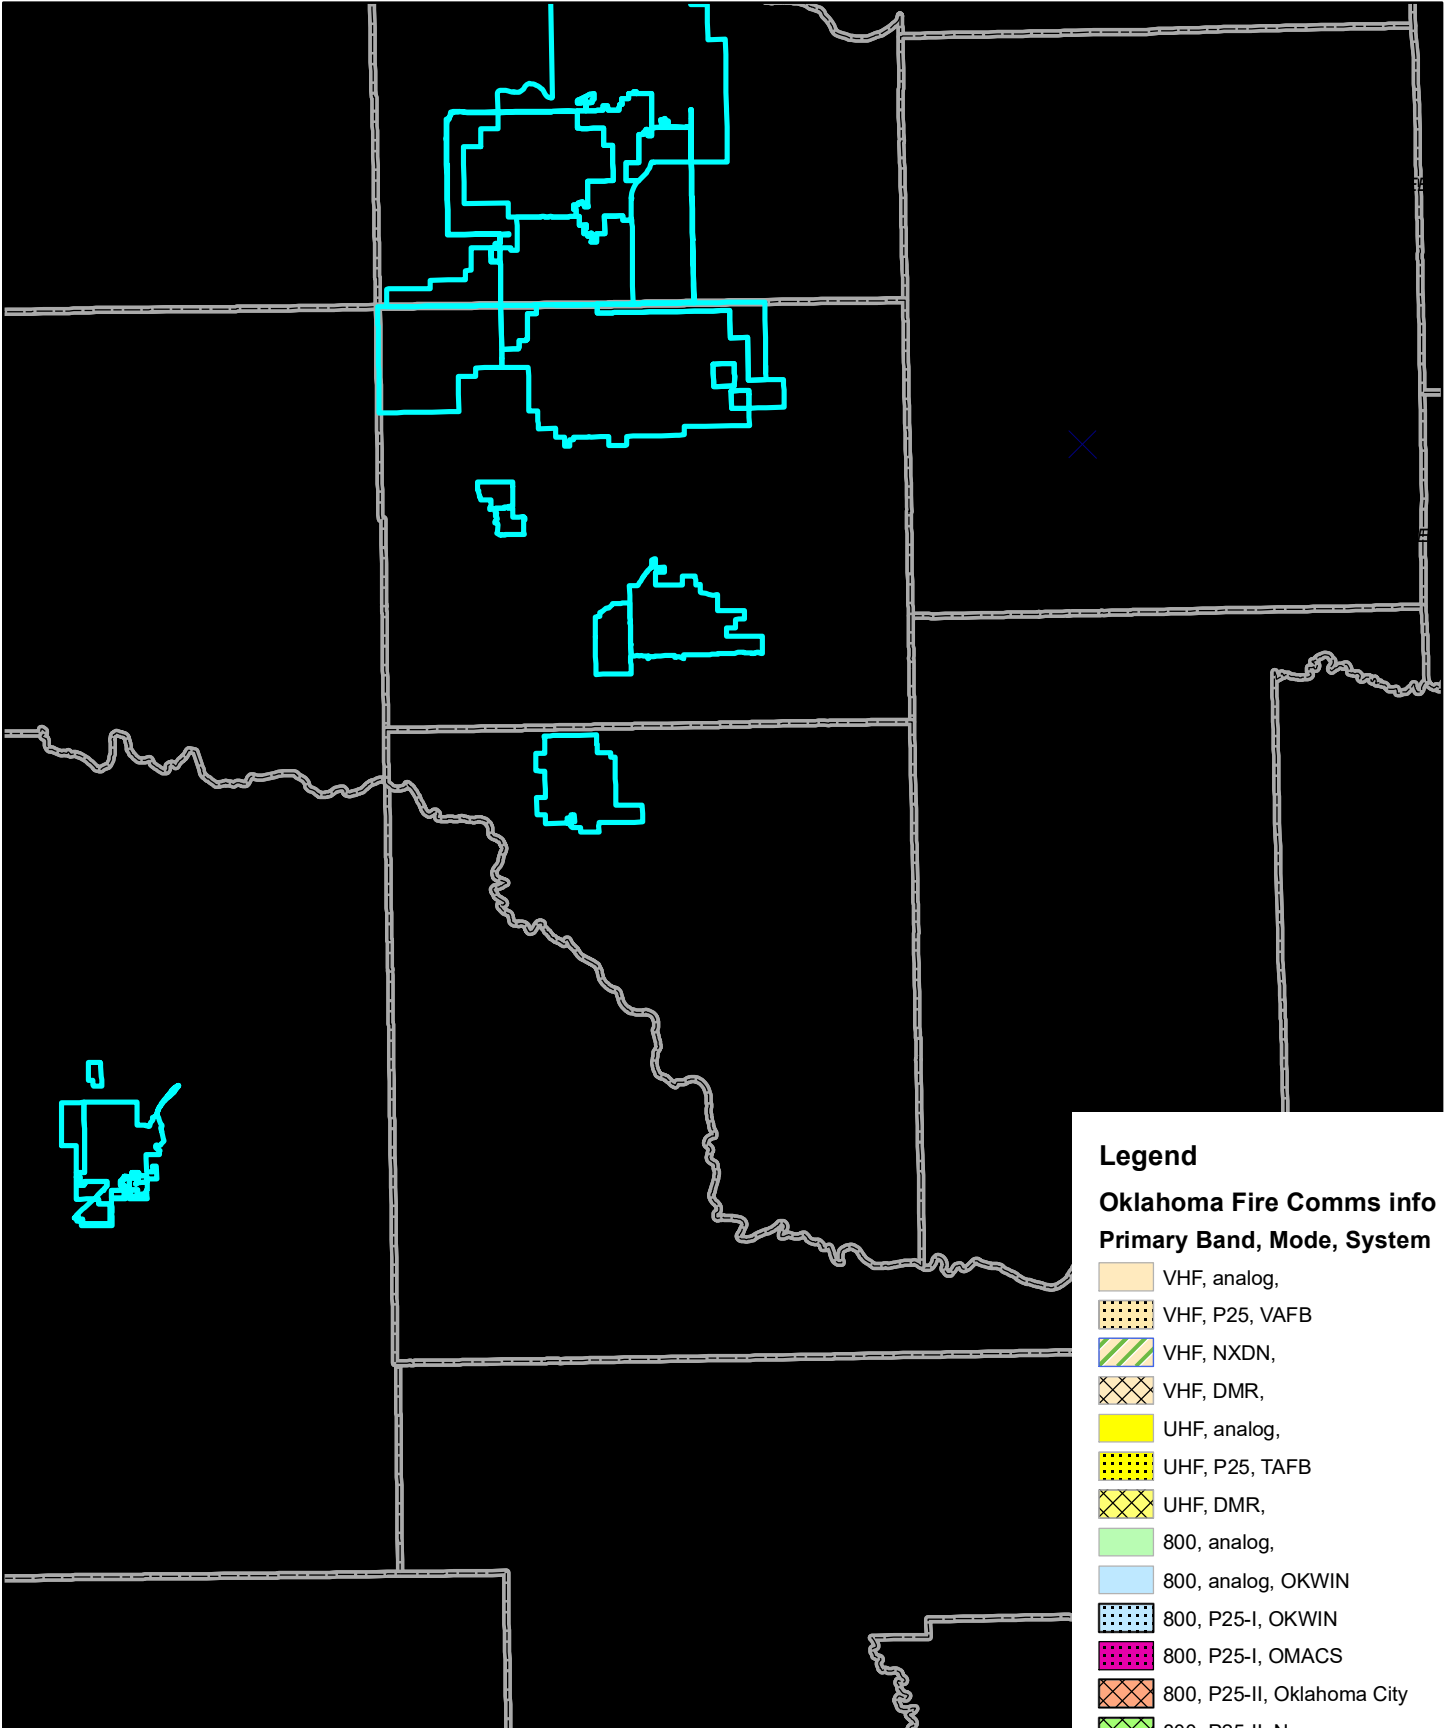 Legend
Oklahoma Fire Comms info
Primary Band, Mode, System
VHF, analog,
VHF, P25, VAFB
VHF, NXDN,
VHF, DMR,
UHF, analog,
UHF, P25, TAFB
UHF, DMR,
800, analog,
800, analog, OKWIN
800, P25-I, OKWIN
800, P25-I, OMACS
800, P25-II, Oklahoma City